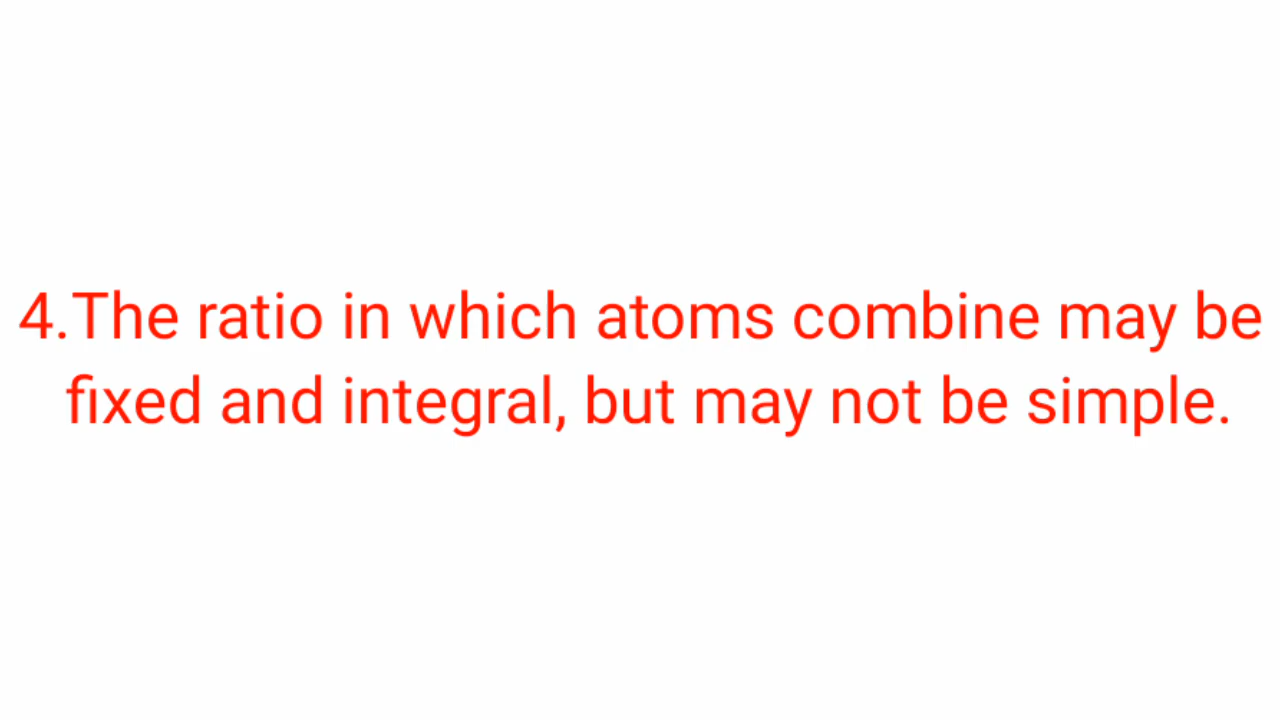 4.The ratio in which atoms combine may be
fixed and integral, but may not be simple.